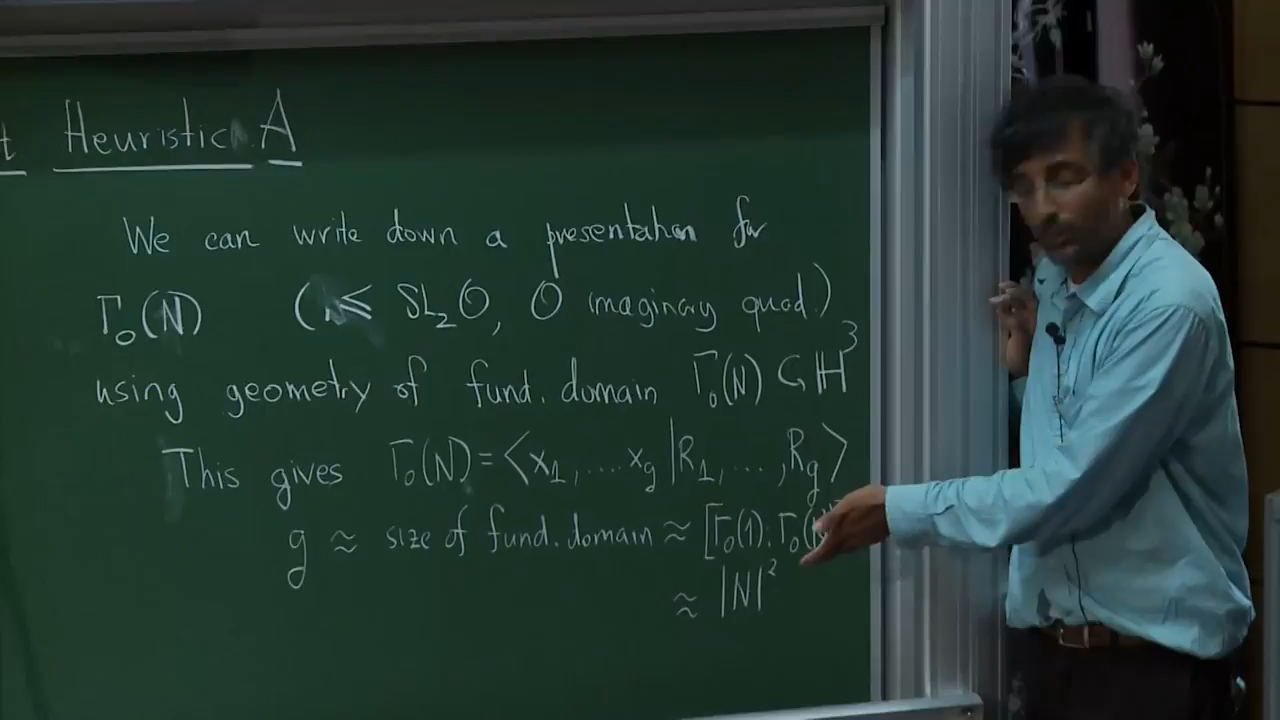 t Heuristic A
We can write down a presentation for
Γ₀(N) (⩽ SL₂O, O imaginary quad.)
using geometry of fund. domain Γ₀(N) G ℍ³
This gives Γ₀(N) = ⟨x₁, .... x_g | R₁, ..., R_g⟩
g ≈ size of fund. domain ≈ [Γ₀(1) : Γ₀(N)]
≈ |N|²